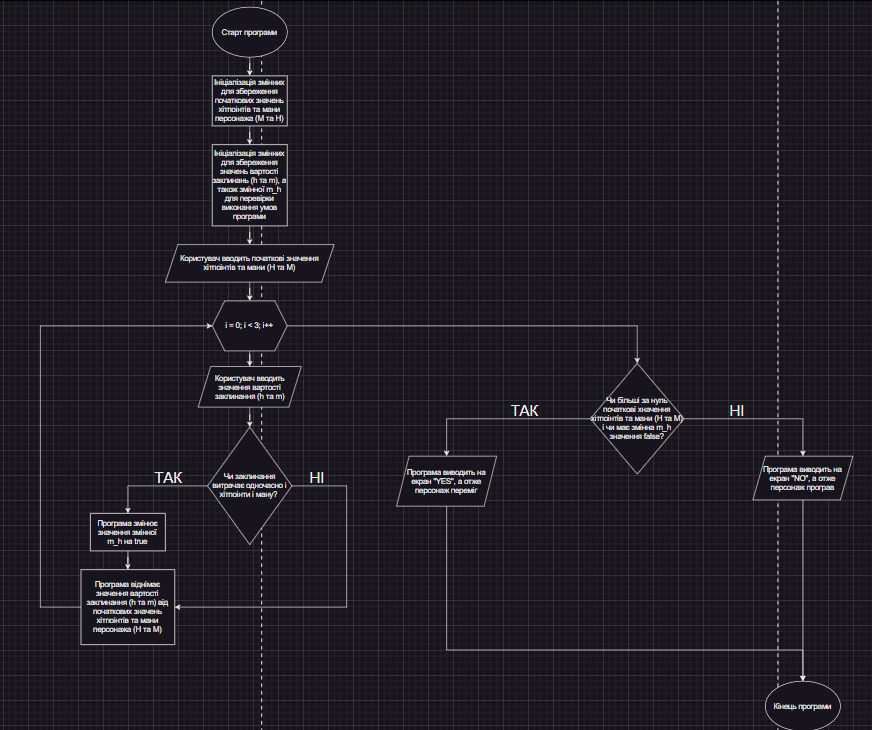 Старт програми
Ініціалізація змінних
для збереження
початкових значень
хітпоінтів та мани
персонажа (М та Н)
Ініціалізація змінних
для збереження
значень вартості
заклинань (h та m), а
також змінної m_h
для перевірки
виконання умов
програми
Користувач вводить початкові значення
хітпоінтів та мани (Н та М)
i = 0; i < 3; i++
Користувач вводить
значення вартості
заклинання (h та m)
Чи заклинання
витрачає одночасно і
хітпоінти і ману?
ТАК
НІ
Програма змінює
значення змінної
m_h на true
Програма віднімає
значення вартості
заклинання (h та m) від
початкових значень
хітпоінтів та мани
персонажа (Н та М)
Чи більші за нуль
початкові хначення
хітпоінтів та мани (Н та М)
і чи має змінна m_h
значення false?
ТАК
НІ
Програма виводить на
екран "YES", а отже
персонаж переміг
Програма виводить на
екран "NO", а отже
персонаж програв
Кінець програми